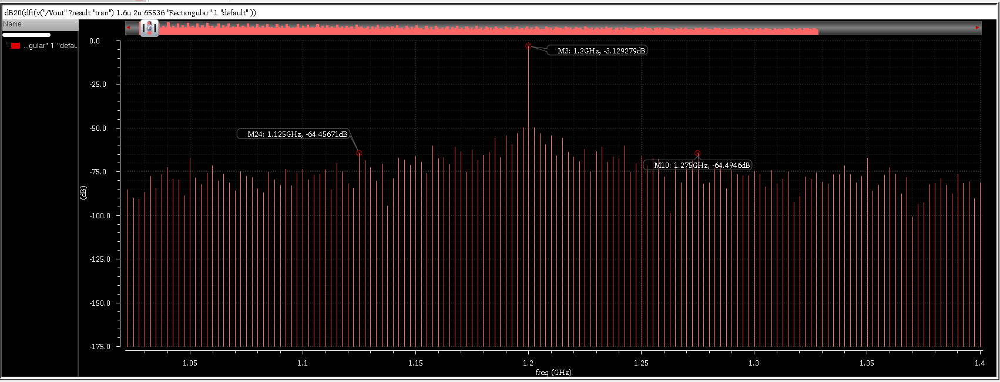 dB20(dft(v("/Vout" ?result "tran") 1.6u 2u 65536 "Rectangular" 1 "default" ))
Name
...gular" 1 "defau
0.0
-25.0
-50.0
-75.0
-100.0
-125.0
-150.0
-175.0
(dB)
M3: 1.2GHz, -3.129279dB
M24: 1.125GHz, -64.45671dB
M10: 1.275GHz, -64.4946dB
1.05
1.1
1.15
1.2
1.25
1.3
1.35
1.4
freq (GHz)